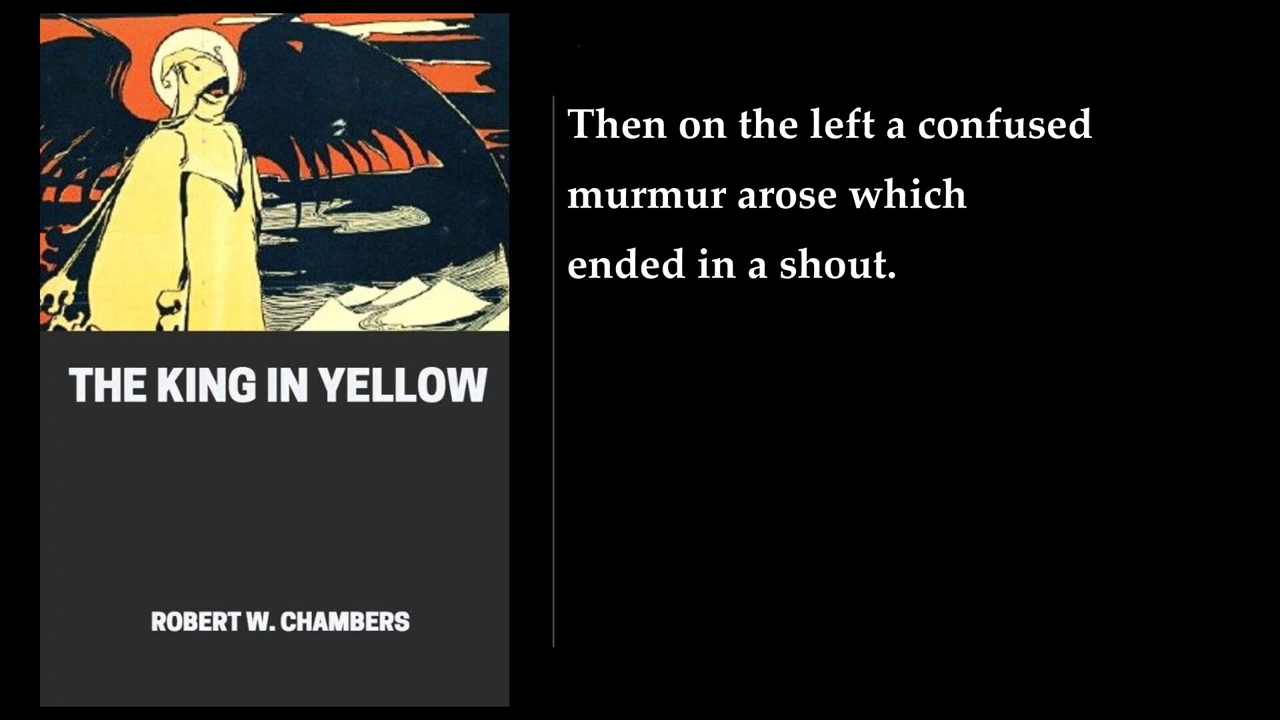 THE KING IN YELLOW
ROBERT W. CHAMBERS
Then on the left a confused
murmur arose which
ended in a shout.